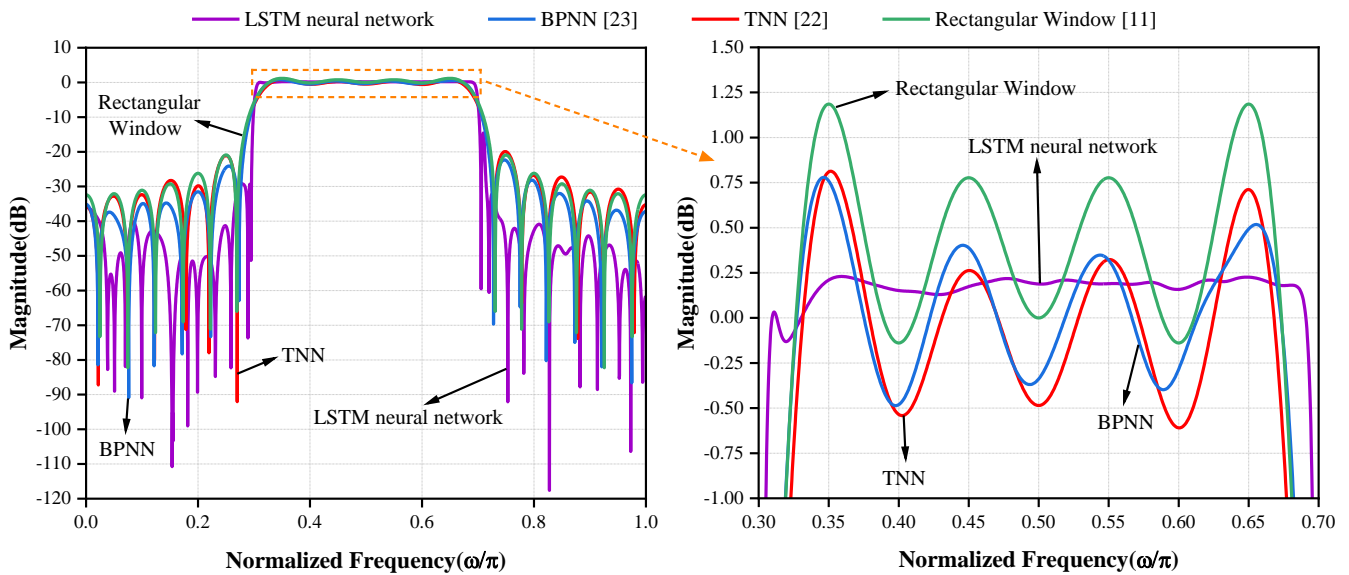 LSTM neural network BPNN [23] TNN [22] Rectangular Window [11]
10
0
-10
-20
-30
-40
-50
-60
-70
-80
-90
-100
-110
-120
Magnitude(dB)
Rectangular
Window
TNN
LSTM neural network
BPNN
0.0 0.2 0.4 0.6 0.8 1.0
Normalized Frequency(ω/π)
1.50
1.25
1.00
0.75
0.50
0.25
0.00
-0.25
-0.50
-0.75
-1.00
Magnitude(dB)
Rectangular Window
LSTM neural network
BPNN
TNN
0.30 0.35 0.40 0.45 0.50 0.55 0.60 0.65 0.70
Normalized Frequency(ω/π)